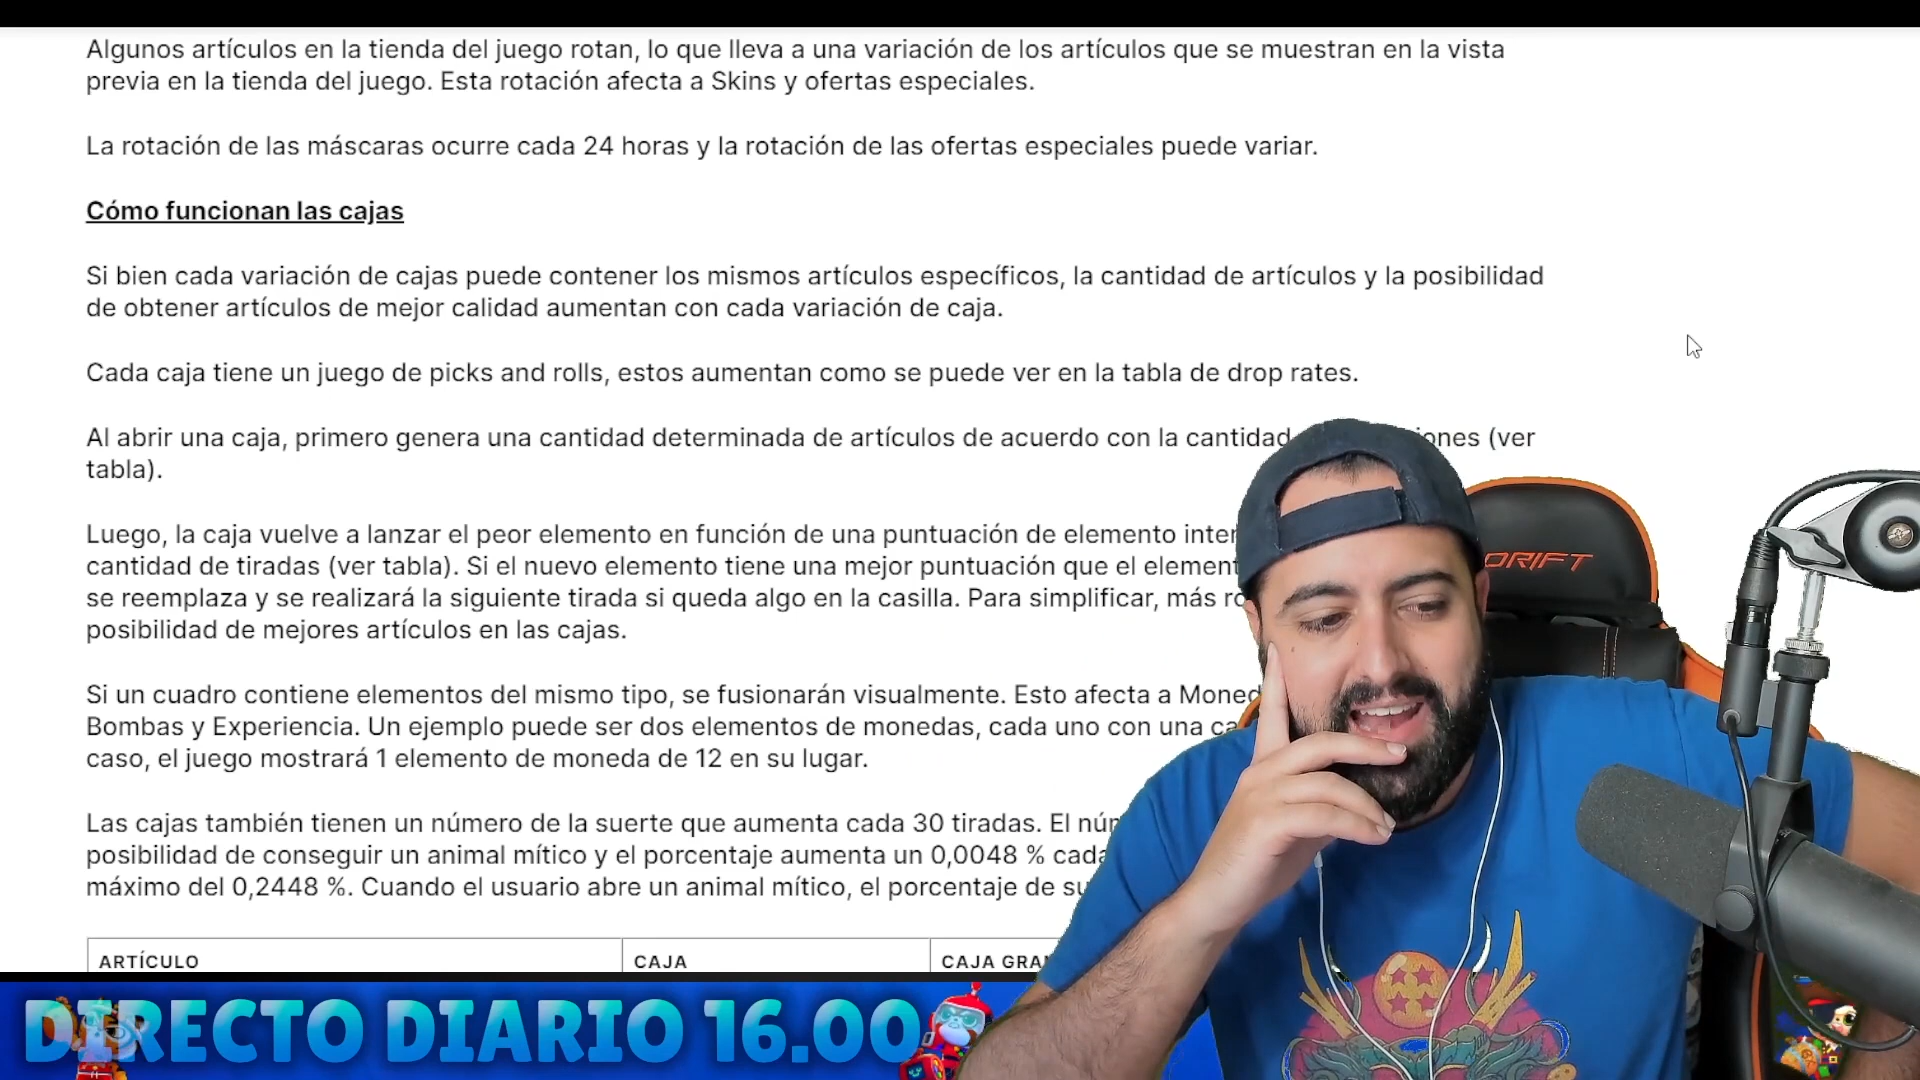 Algunos artículos en la tienda del juego rotan, lo que lleva a una variación de los artículos que se muestran en la vista
previa en la tienda del juego. Esta rotación afecta a Skins y ofertas especiales.
La rotación de las máscaras ocurre cada 24 horas y la rotación de las ofertas especiales puede variar.
Cómo funcionan las cajas
Si bien cada variación de cajas puede contener los mismos artículos específicos, la cantidad de artículos y la posibilidad
de obtener artículos de mejor calidad aumentan con cada variación de caja.
Cada caja tiene un juego de picks and rolls, estos aumentan como se puede ver en la tabla de drop rates.
Al abrir una caja, primero genera una cantidad determinada de artículos de acuerdo con la cantidad (ver
tabla).
Luego, la caja vuelve a lanzar el peor elemento en función de una puntuación de elemento
cantidad de tiradas (ver tabla). Si el nuevo elemento tiene una mejor puntuación que el
se reemplaza y se realizará la siguiente tirada si queda algo en la casilla. Para simplificar, más
posibilidad de mejores artículos en las cajas.
Si un cuadro contiene elementos del mismo tipo, se fusionarán visualmente. Esto afecta a
Bombas y Experiencia. Un ejemplo puede ser dos elementos de monedas, cada uno con una
caso, el juego mostrará 1 elemento de moneda de 12 en su lugar.
Las cajas también tienen un número de la suerte que aumenta cada 30 tiradas. El
posibilidad de conseguir un animal mítico y el porcentaje aumenta un 0,0048 %
máximo del 0,2448 %. Cuando el usuario abre un animal mítico, el porcentaje de
ARTÍCULO CAJA CAJA
DRIFT
DIRECTO DIARIO 16.00